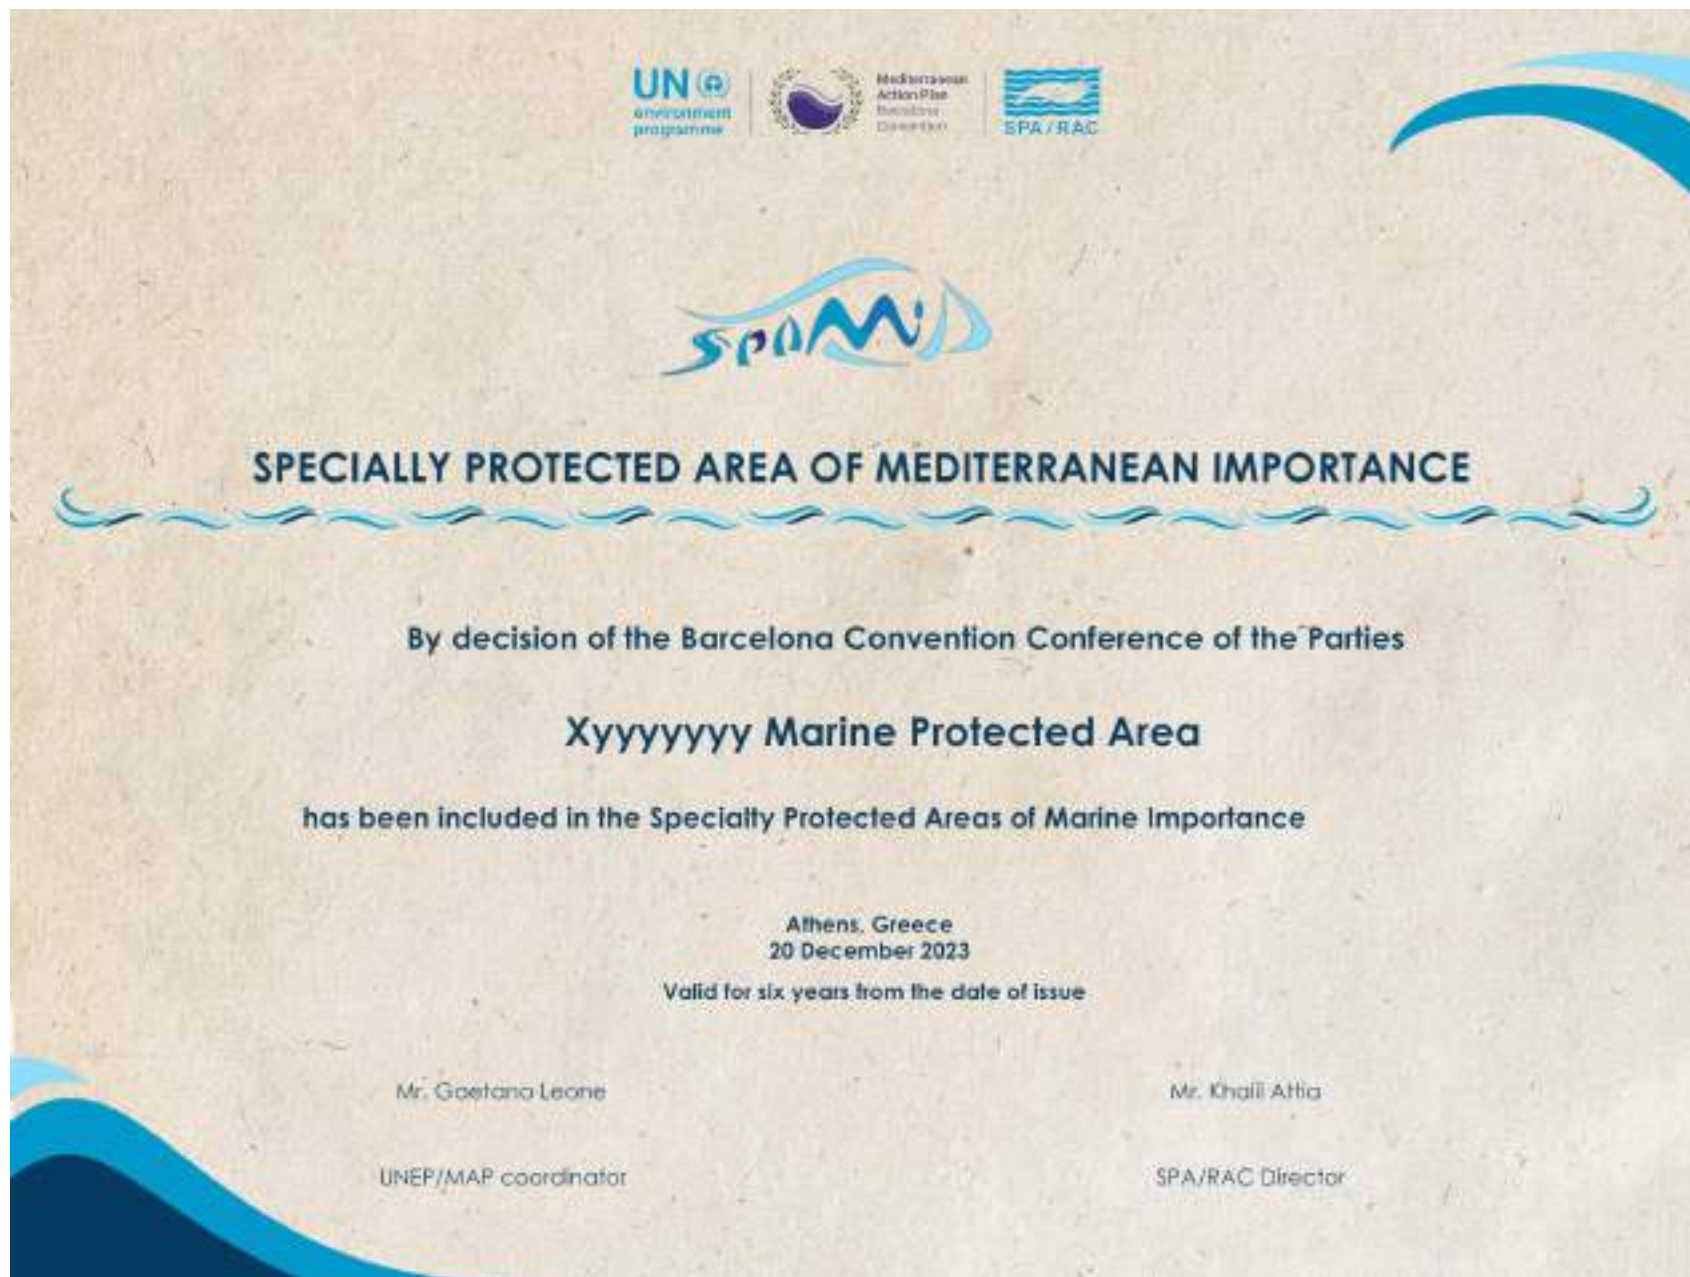 UN
environment
programme
Mediterranean
Action Plan
Barcelona
Convention
SPA/RAC
SPAMI
SPECIALLY PROTECTED AREA OF MEDITERRANEAN IMPORTANCE
By decision of the Barcelona Convention Conference of the Parties
Xyyyyyyyy Marine Protected Area
has been included in the Specialty Protected Areas of Marine Importance
Athens, Greece
20 December 2023
Valid for six years from the date of issue
Mr. Gaetano Leone
Mr. Khalil Attia
UNEP/MAP coordinator
SPA/RAC Director